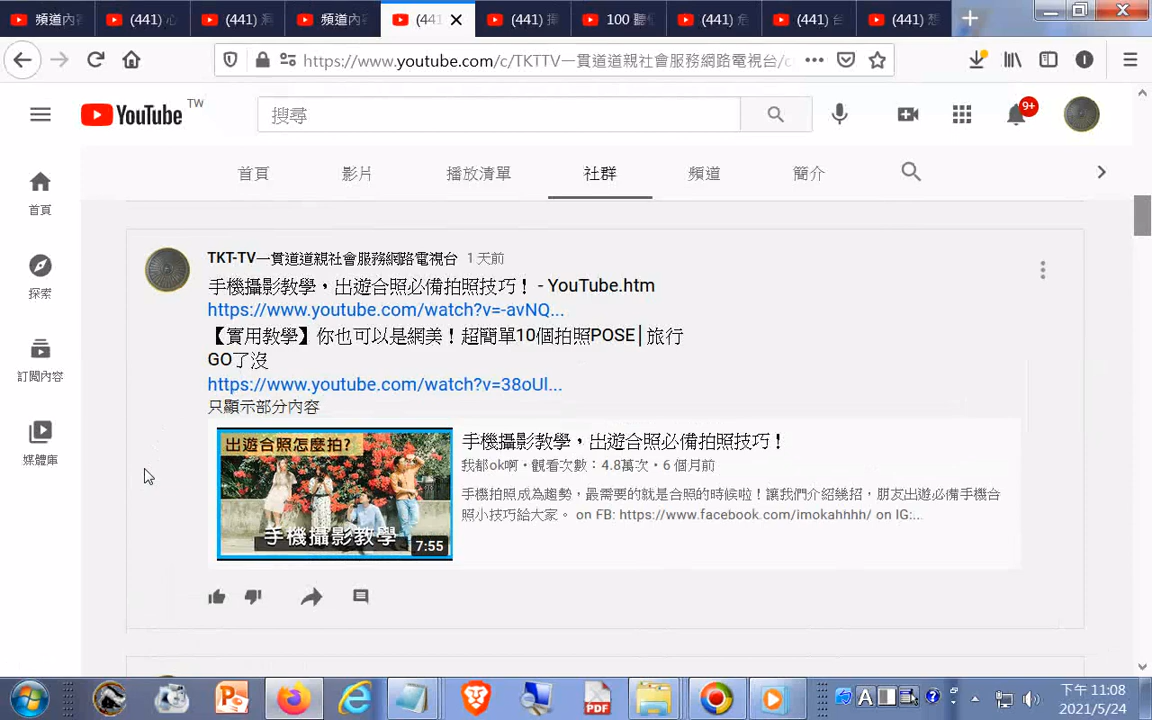 頻道內容
(441) 心
(441) 洞
頻道內容
(441
(441) 揮
100 聽
(441) 危
(441) 台
(441) 想
https://www.youtube.com/c/TKTTV一貫道道親社會服務網路電視台/c
YouTube TW
搜尋
9+
首頁 影片 播放清單 社群 頻道 簡介
首頁
探索
訂閱內容
媒體庫
TKT-TV一貫道道親社會服務網路電視台 1 天前
手機攝影教學，出遊合照必備拍照技巧！ - YouTube.htm
https://www.youtube.com/watch?v=-avNQ...
【實用教學】你也可以是網美！超簡單10個拍照POSE│旅行
GO了沒
https://www.youtube.com/watch?v=38oUl...
只顯示部分內容
出遊合照怎麼拍?
手機攝影教學
7:55
手機攝影教學，出遊合照必備拍照技巧！
我都ok啊・觀看次數：4.8萬次・6 個月前
手機拍照成為趨勢，最需要的就是合照的時候啦！讓我們介紹幾招，朋友出遊必備手機合
照小技巧給大家。 on FB: https://www.facebook.com/imokahhhh/ on IG:...
PDF
下午 11:08
2021/5/24